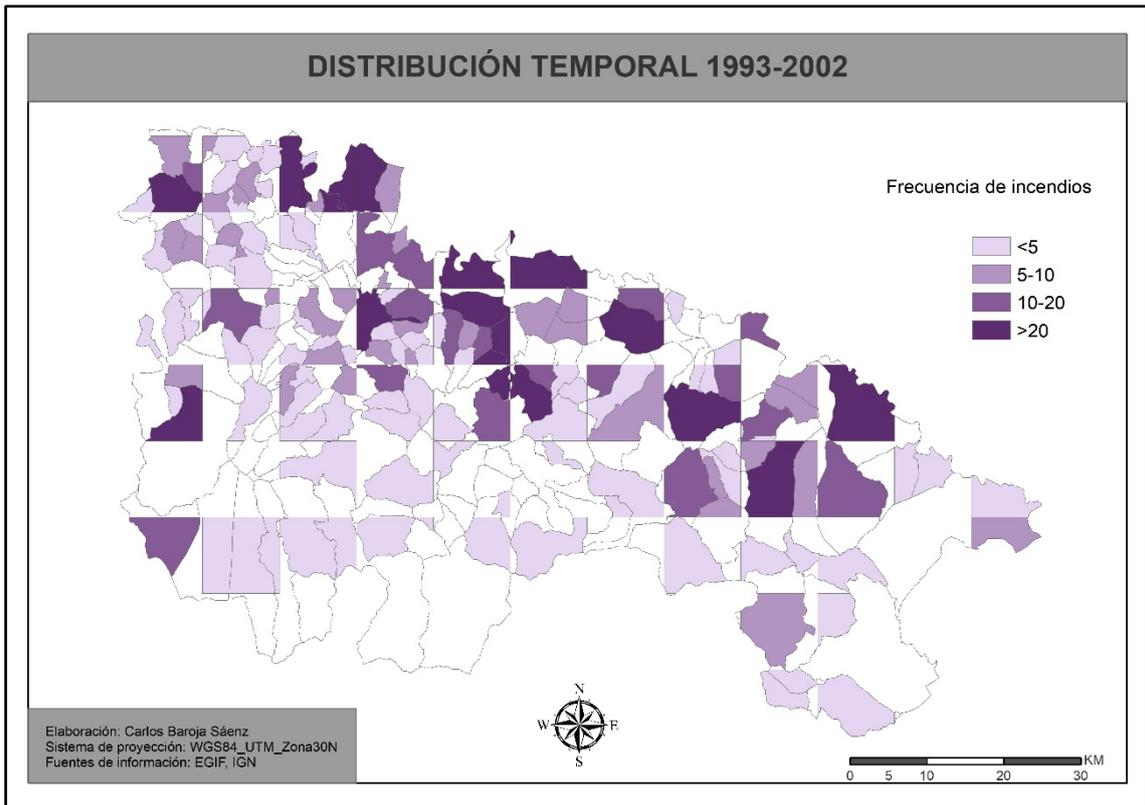 DISTRIBUCIÓN TEMPORAL 1993-2002
Frecuencia de incendios
<5
5-10
10-20
>20
N
W E
S
Elaboración: Carlos Baroja Sáenz
Sistema de proyección: WGS84_UTM_Zona30N
Fuentes de información: EGIF, IGN
KM
0 5 10 20 30